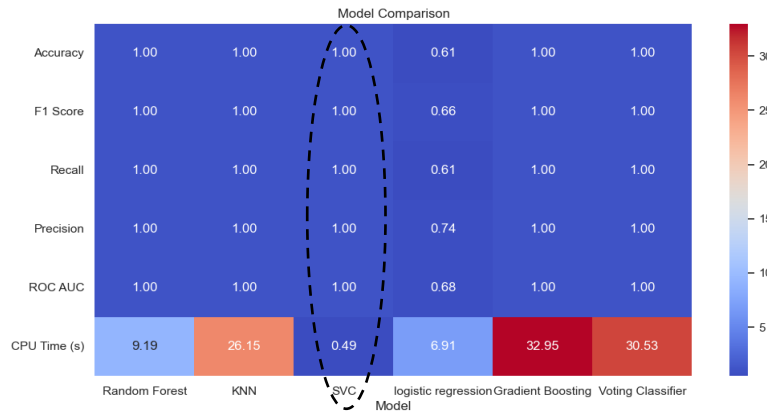 Model Comparison
Accuracy 1.00 1.00 1.00 0.61 1.00 1.00
F1 Score 1.00 1.00 1.00 0.66 1.00 1.00
Recall 1.00 1.00 1.00 0.61 1.00 1.00
Precision 1.00 1.00 1.00 0.74 1.00 1.00
ROC AUC 1.00 1.00 1.00 0.68 1.00 1.00
CPU Time (s) 9.19 26.15 0.49 6.91 32.95 30.53
Random Forest KNN SVC logistic regression Gradient Boosting Voting Classifier
Model
30
25
20
15
10
5